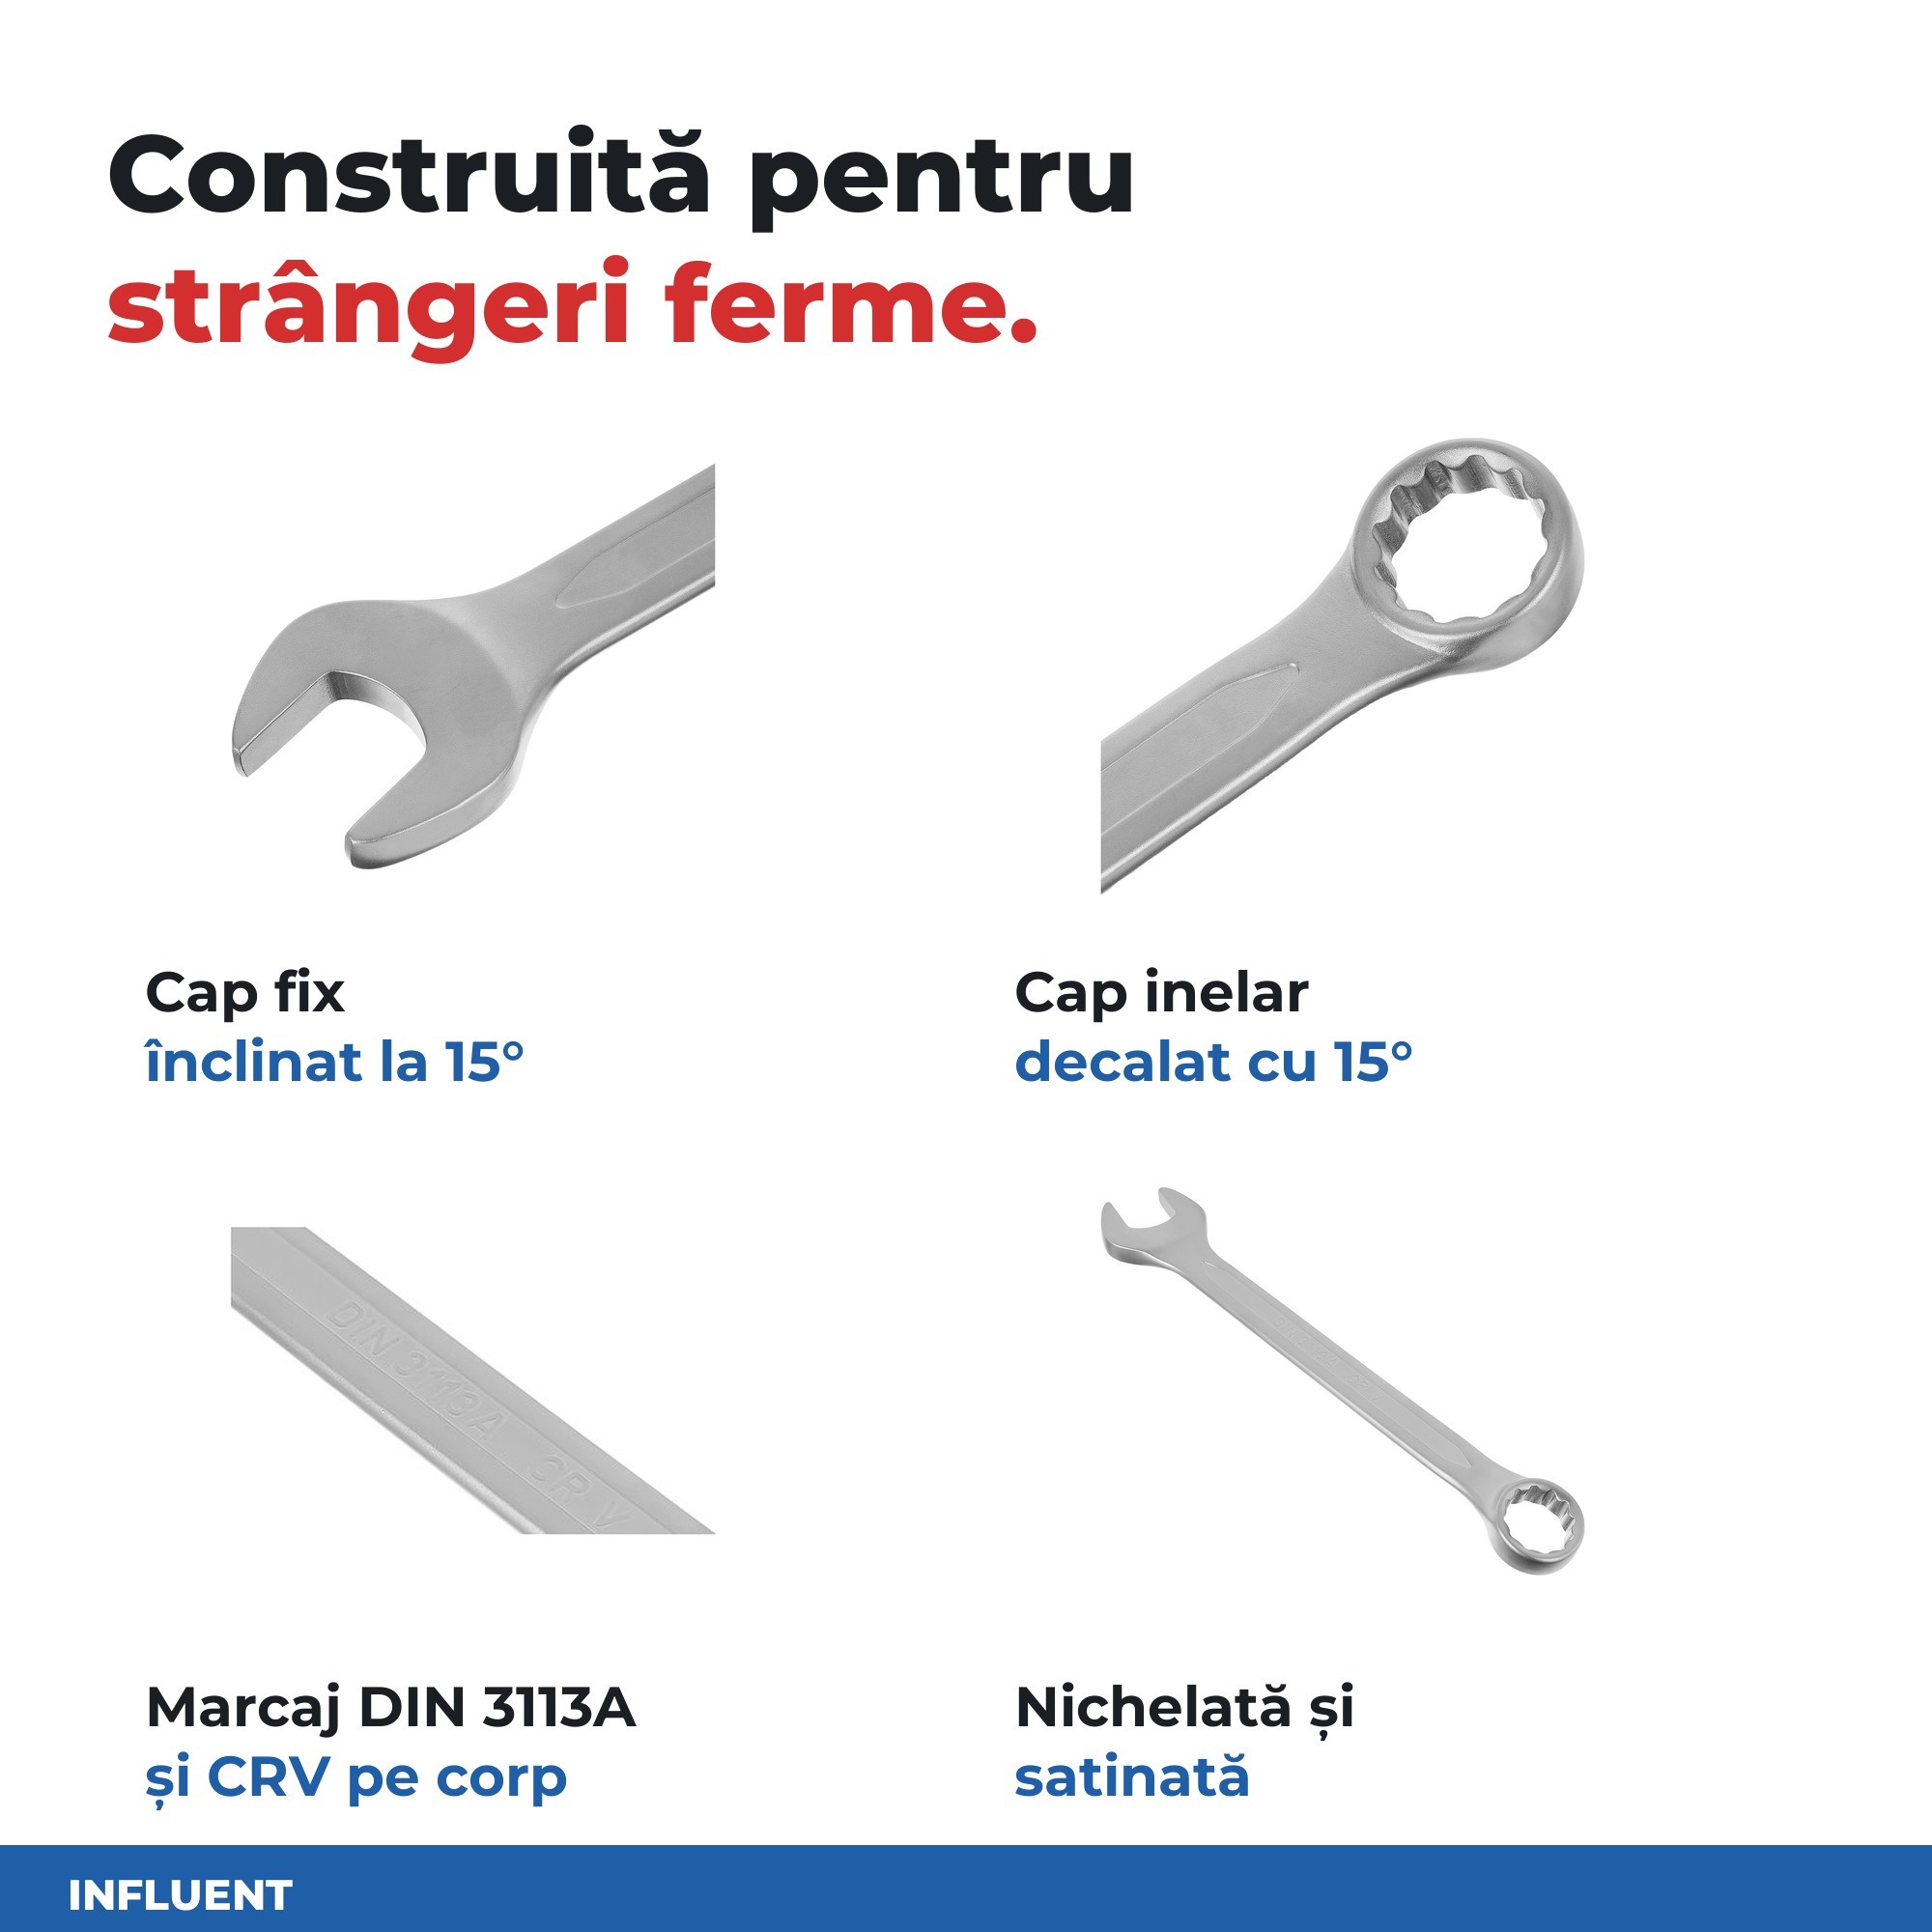 Construită pentru
strângeri ferme.
Cap fix
înclinat la 15°
Cap inelar
decalat cu 15°
DIN 3113A CR V
Marcaj DIN 3113A
și CRV pe corp
Nichelată și
satinată
INFLUENT